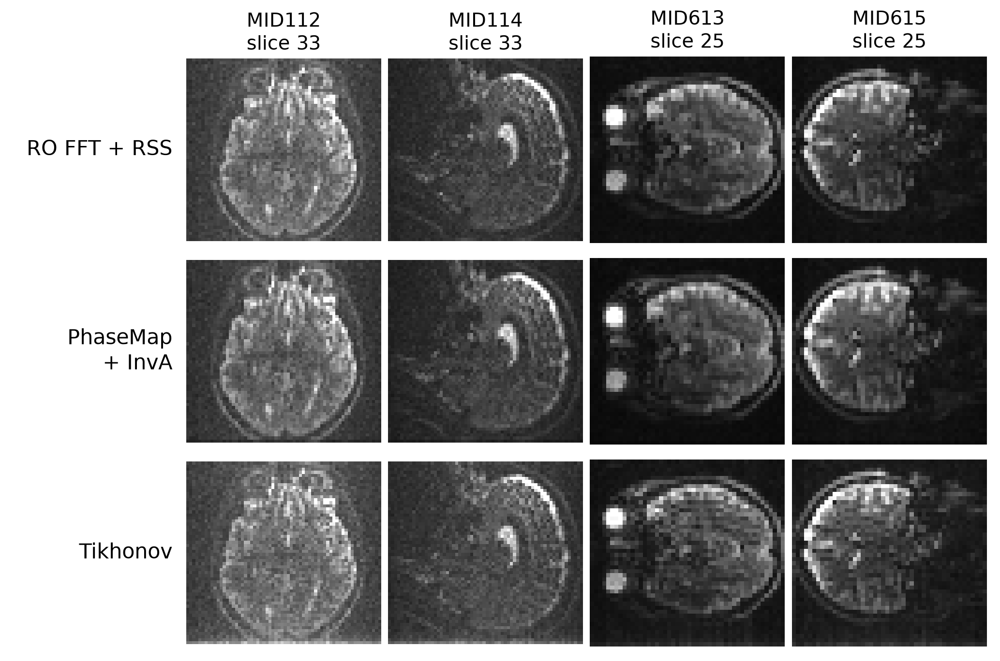 MID112
slice 33
MID114
slice 33
MID613
slice 25
MID615
slice 25
RO FFT + RSS
PhaseMap
+ InvA
Tikhonov